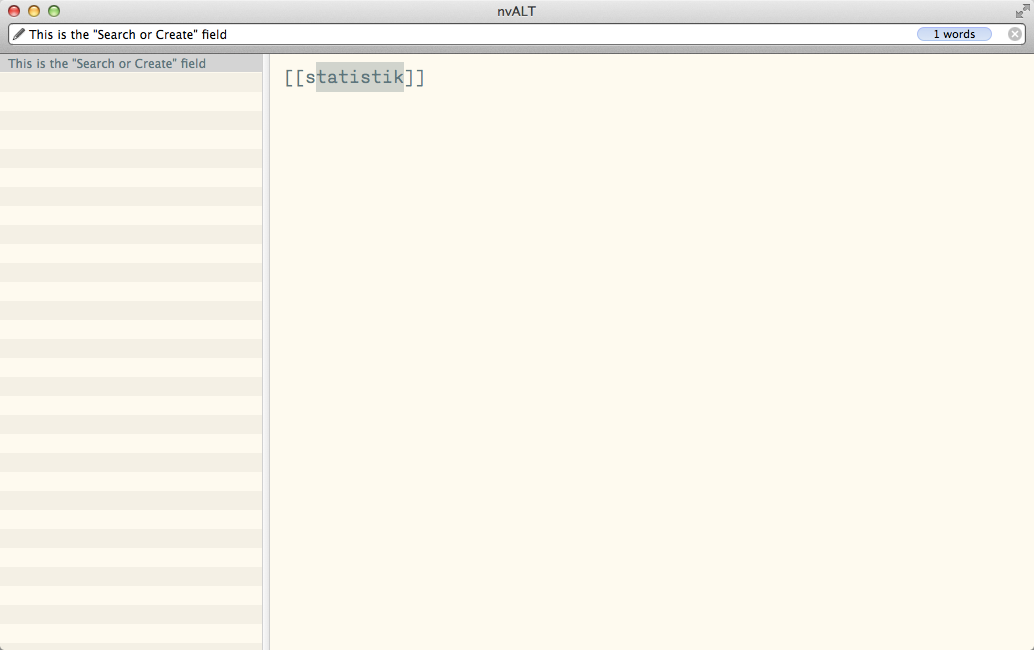 nvALT
This is the "Search or Create" field
1 words
This is the "Search or Create" field
[[statistik]]